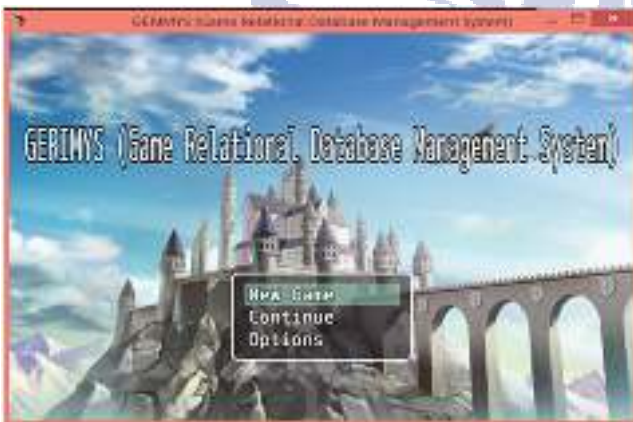 GERIMYS (Game Relational Database Management System)
GERIMYS (Game Relational Database Management System)
New Game
Continue
Options